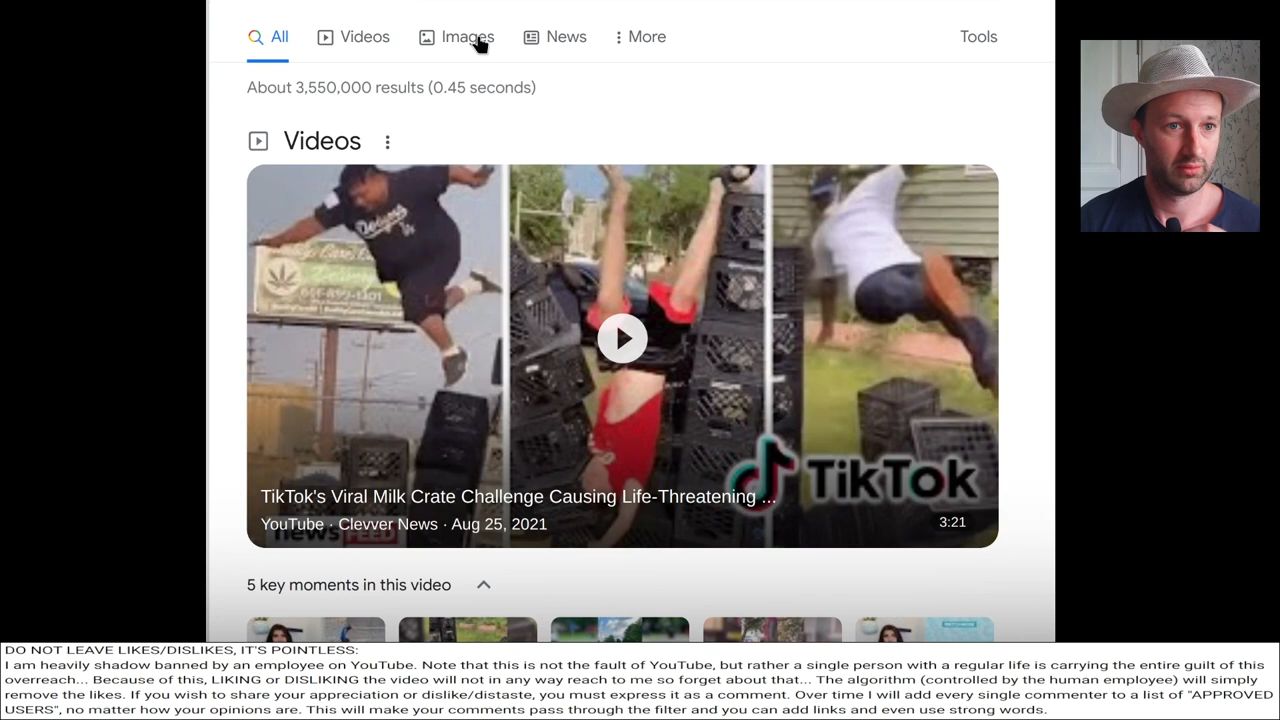 All Videos Images News More Tools
About 3,550,000 results (0.45 seconds)
Videos
Dodgers
TikTok
TikTok's Viral Milk Crate Challenge Causing Life-Threatening ...
YouTube · Clevver News · Aug 25, 2021
3:21
news FEED
5 key moments in this video
DO NOT LEAVE LIKES/DISLIKES, IT'S POINTLESS:
I am heavily shadow banned by an employee on YouTube. Note that this is not the fault of YouTube, but rather a single person with a regular life is carrying the entire guilt of this
overreach... Because of this, LIKING or DISLIKING the video will not in any way reach to me so forget about that... The algorithm (controlled by the human employee) will simply
remove the likes. If you wish to share your appreciation or dislike/distaste, you must express it as a comment. Over time I will add every single commenter to a list of "APPROVED
USERS", no matter how your opinions are. This will make your comments pass through the filter and you can add links and even use strong words.